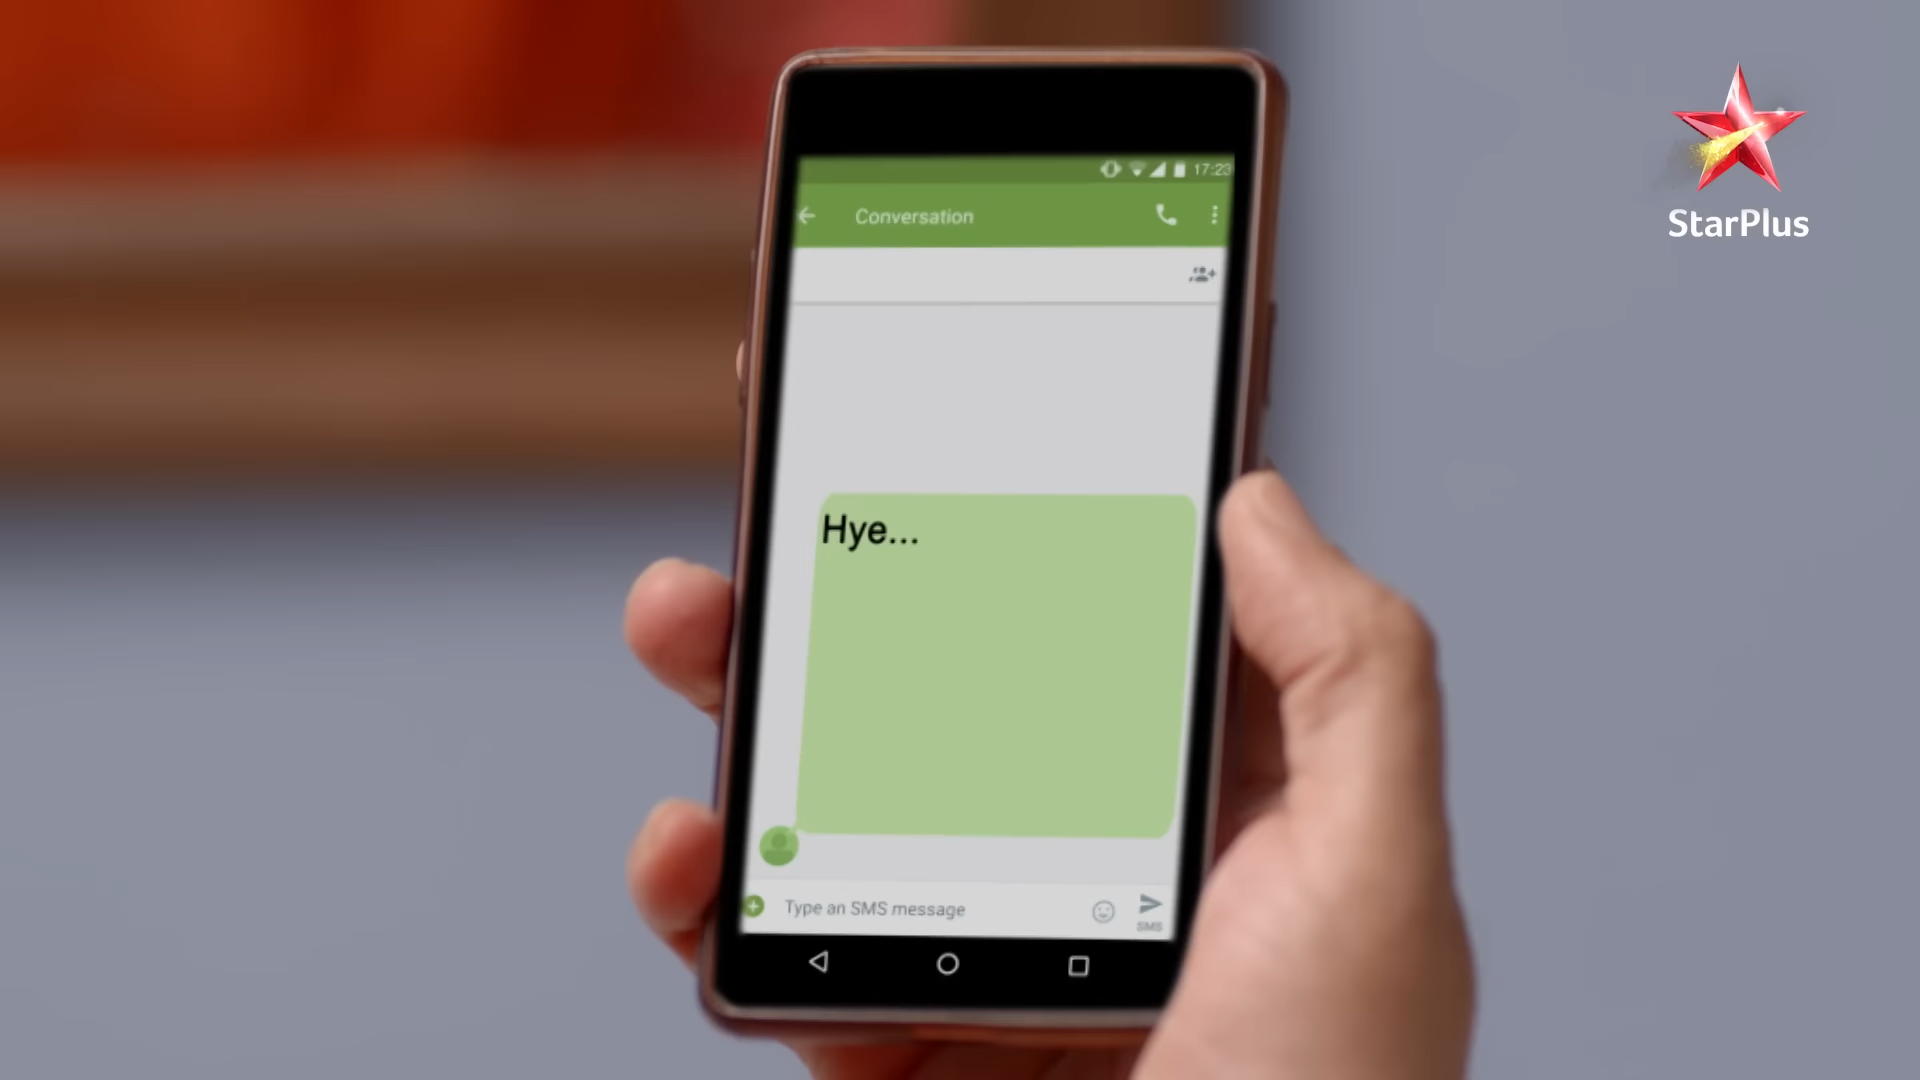 StarPlus
17:23
Conversation
Hye...
Type an SMS message
SMS